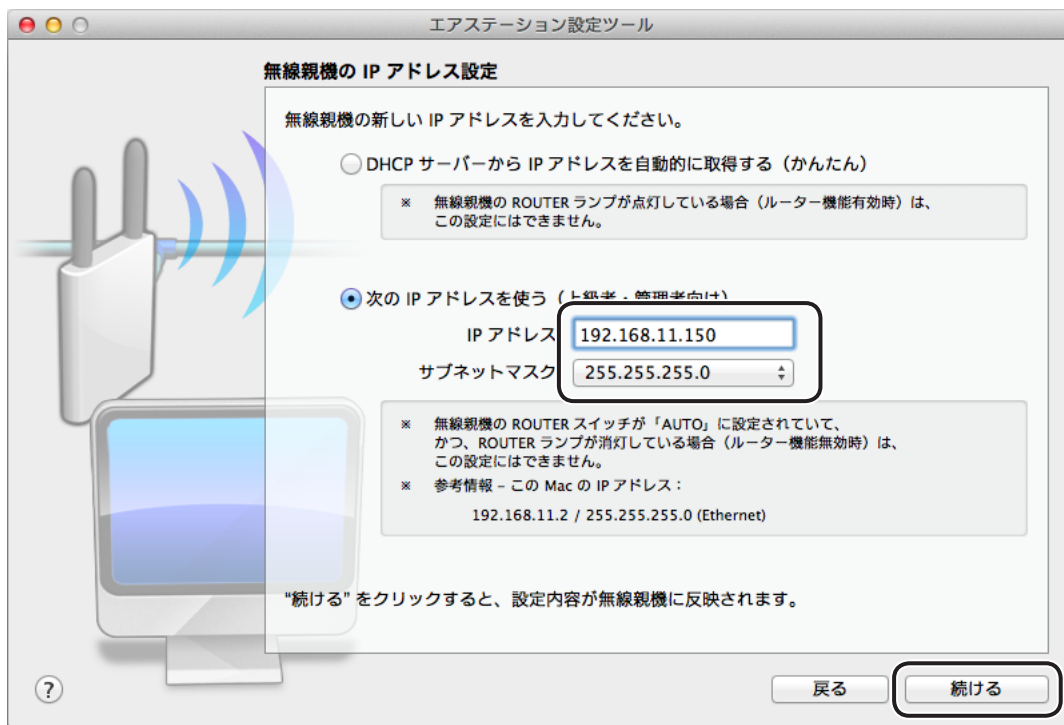 エアステーション設定ツール
無線親機の IP アドレス設定
無線親機の新しい IP アドレスを入力してください。
DHCP サーバーから IP アドレスを自動的に取得する（かんたん）
※ 無線親機の ROUTER ランプが点灯している場合（ルーター機能有効時）は、
この設定にはできません。
次の IP アドレスを使う（上級者・管理者向け）
IP アドレス 192.168.11.150
サブネットマスク 255.255.255.0
※ 無線親機の ROUTER スイッチが「AUTO」に設定されていて、
かつ、ROUTER ランプが消灯している場合（ルーター機能無効時）は、
この設定にはできません。
※ 参考情報 – この Mac の IP アドレス：
192.168.11.2 / 255.255.255.0 (Ethernet)
“続ける” をクリックすると、設定内容が無線親機に反映されます。
? 戻る 続ける